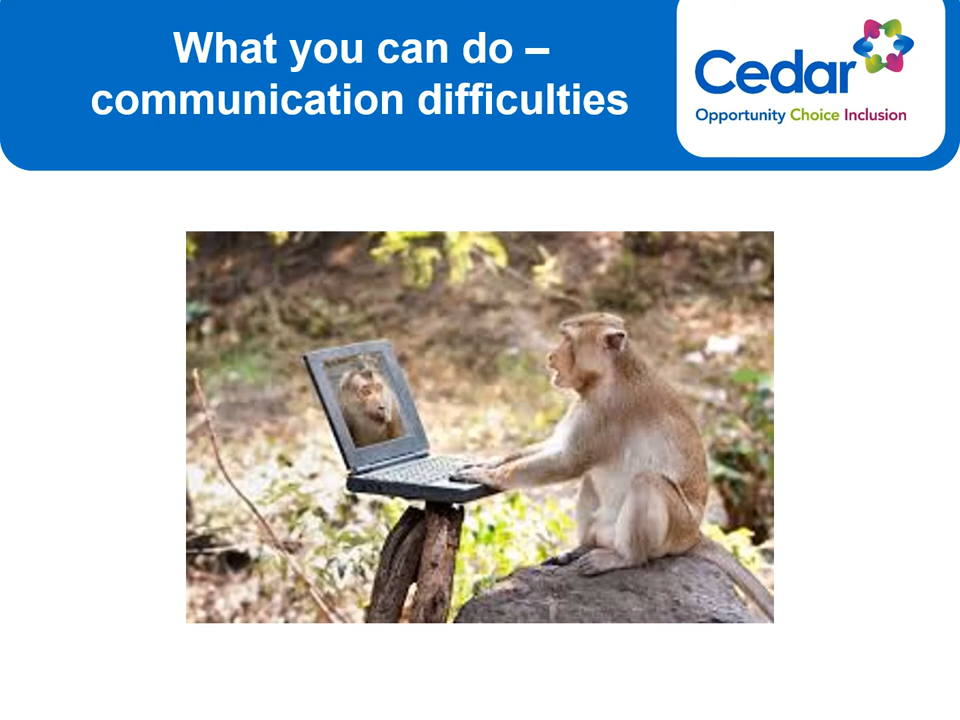 What you can do –
communication difficulties
Cedar
Opportunity Choice Inclusion